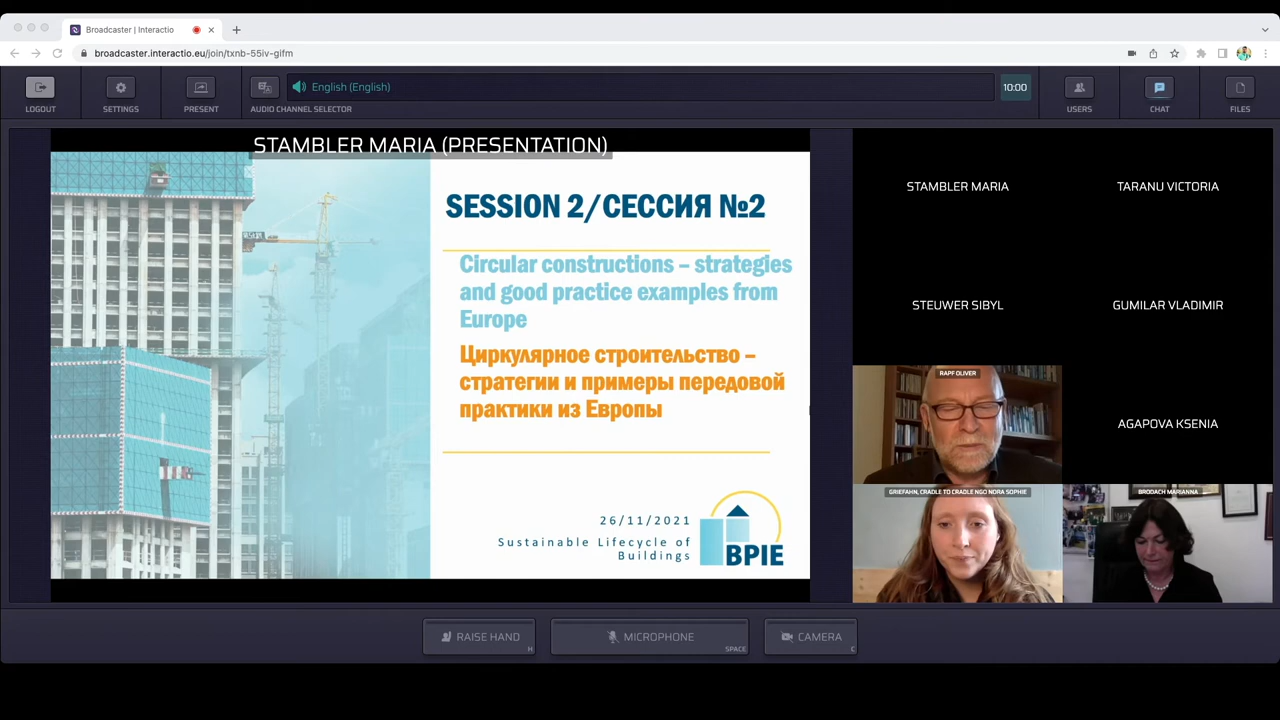 Broadcaster | Interactio
broadcaster.interactio.eu/join/txnb-55iv-gifm
LOGOUT
SETTINGS
PRESENT
AUDIO CHANNEL SELECTOR
English (English)
10:00
USERS
CHAT
FILES
STAMBLER MARIA (PRESENTATION)
SESSION 2/СЕССИЯ №2
Circular constructions – strategies
and good practice examples from
Europe
Циркулярное строительство –
стратегии и примеры передовой
практики из Европы
26/11/2021
Sustainable Lifecycle of
Buildings
BPIE
STAMBLER MARIA
TARANU VICTORIA
STEUWER SIBYL
GUMILAR VLADIMIR
RAPF OLIVER
AGAPOVA KSENIA
GRIEFAHN, CRADLE TO CRADLE NGO NORA SOPHIE
BRODACH MARIANNA
RAISE HAND
H
MICROPHONE
SPACE
CAMERA
C